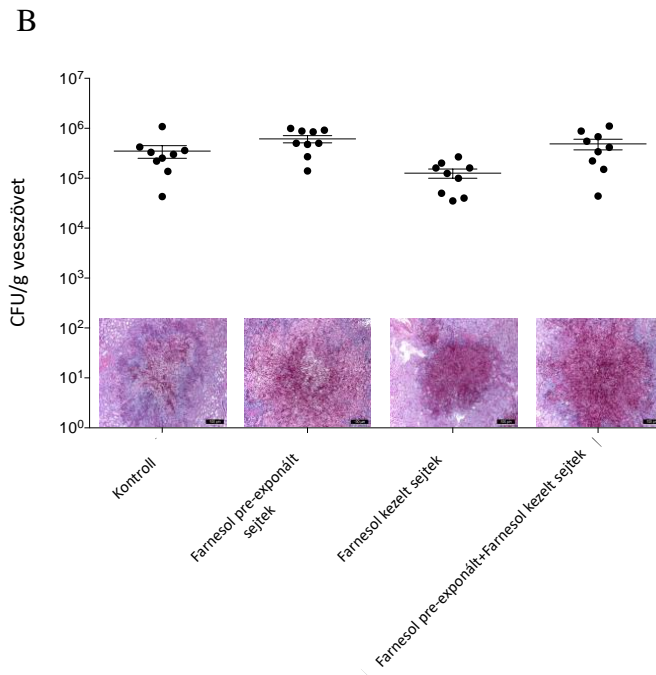 B
10⁷
10⁶
10⁵
10⁴
10³
10²
10¹
10⁰
CFU/g veseszövet
Kontroll
Farnesol pre-exponált
sejtek
Farnesol kezelt sejtek
Farnesol pre-exponált+Farnesol kezelt sejtek